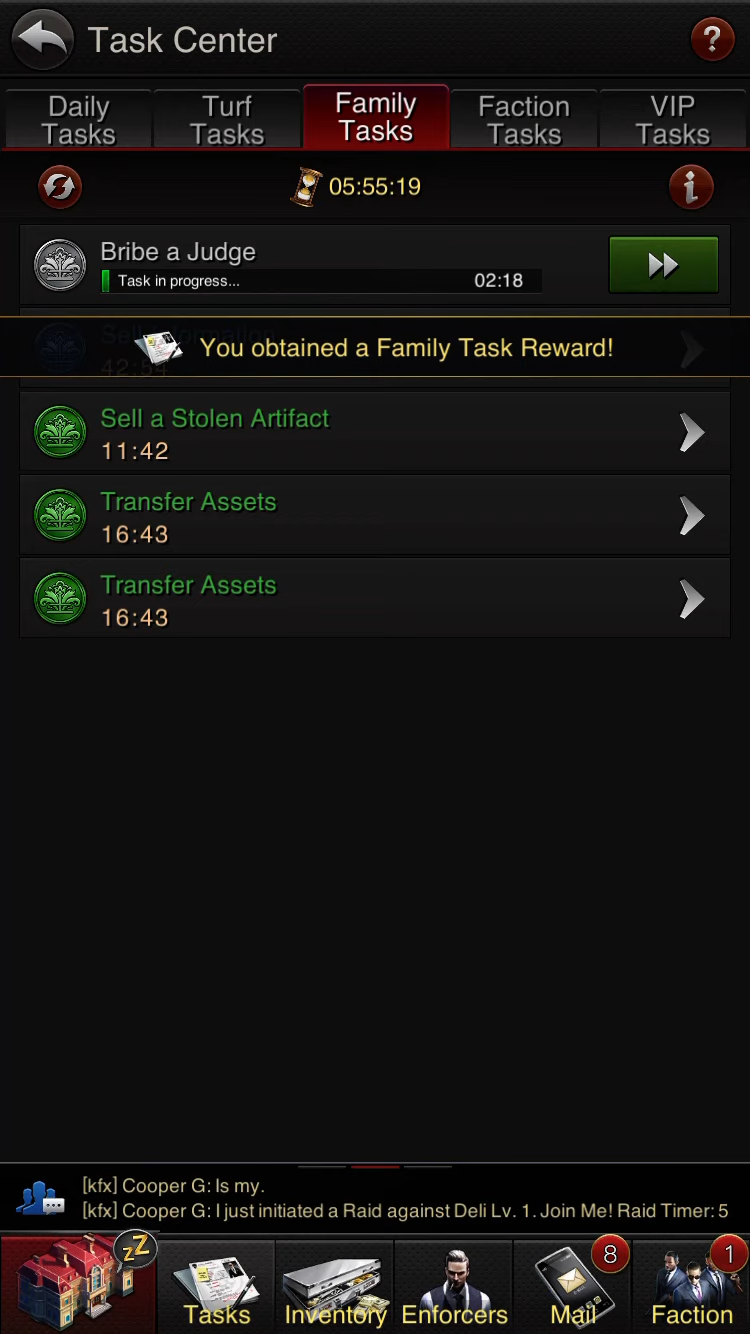 Task Center
?
Daily
Tasks
Turf
Tasks
Family
Tasks
Faction
Tasks
VIP
Tasks
05:55:19
i
Bribe a Judge
Task in progress...
02:18
You obtained a Family Task Reward!
42:54
Sell a Stolen Artifact
11:42
Transfer Assets
16:43
Transfer Assets
16:43
[kfx] Cooper G: Is my.
[kfx] Cooper G: I just initiated a Raid against Deli Lv. 1. Join Me! Raid Timer: 5
zZ
8
1
Tasks
Inventory
Enforcers
Mail
Faction